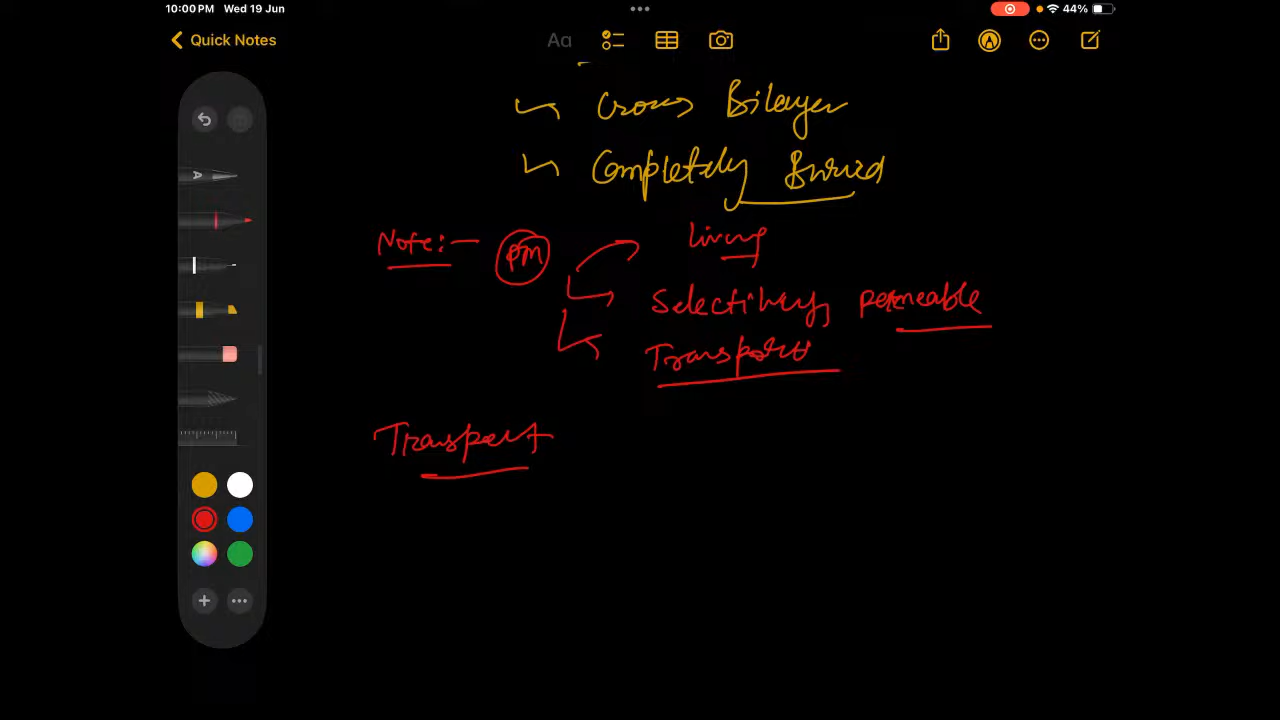 10:00 PM Wed 19 Jun
44%
Quick Notes
Aa
Cross Bilayer
Completely Buried
Note:— PM living
Selectively permeable
Transport
Transport